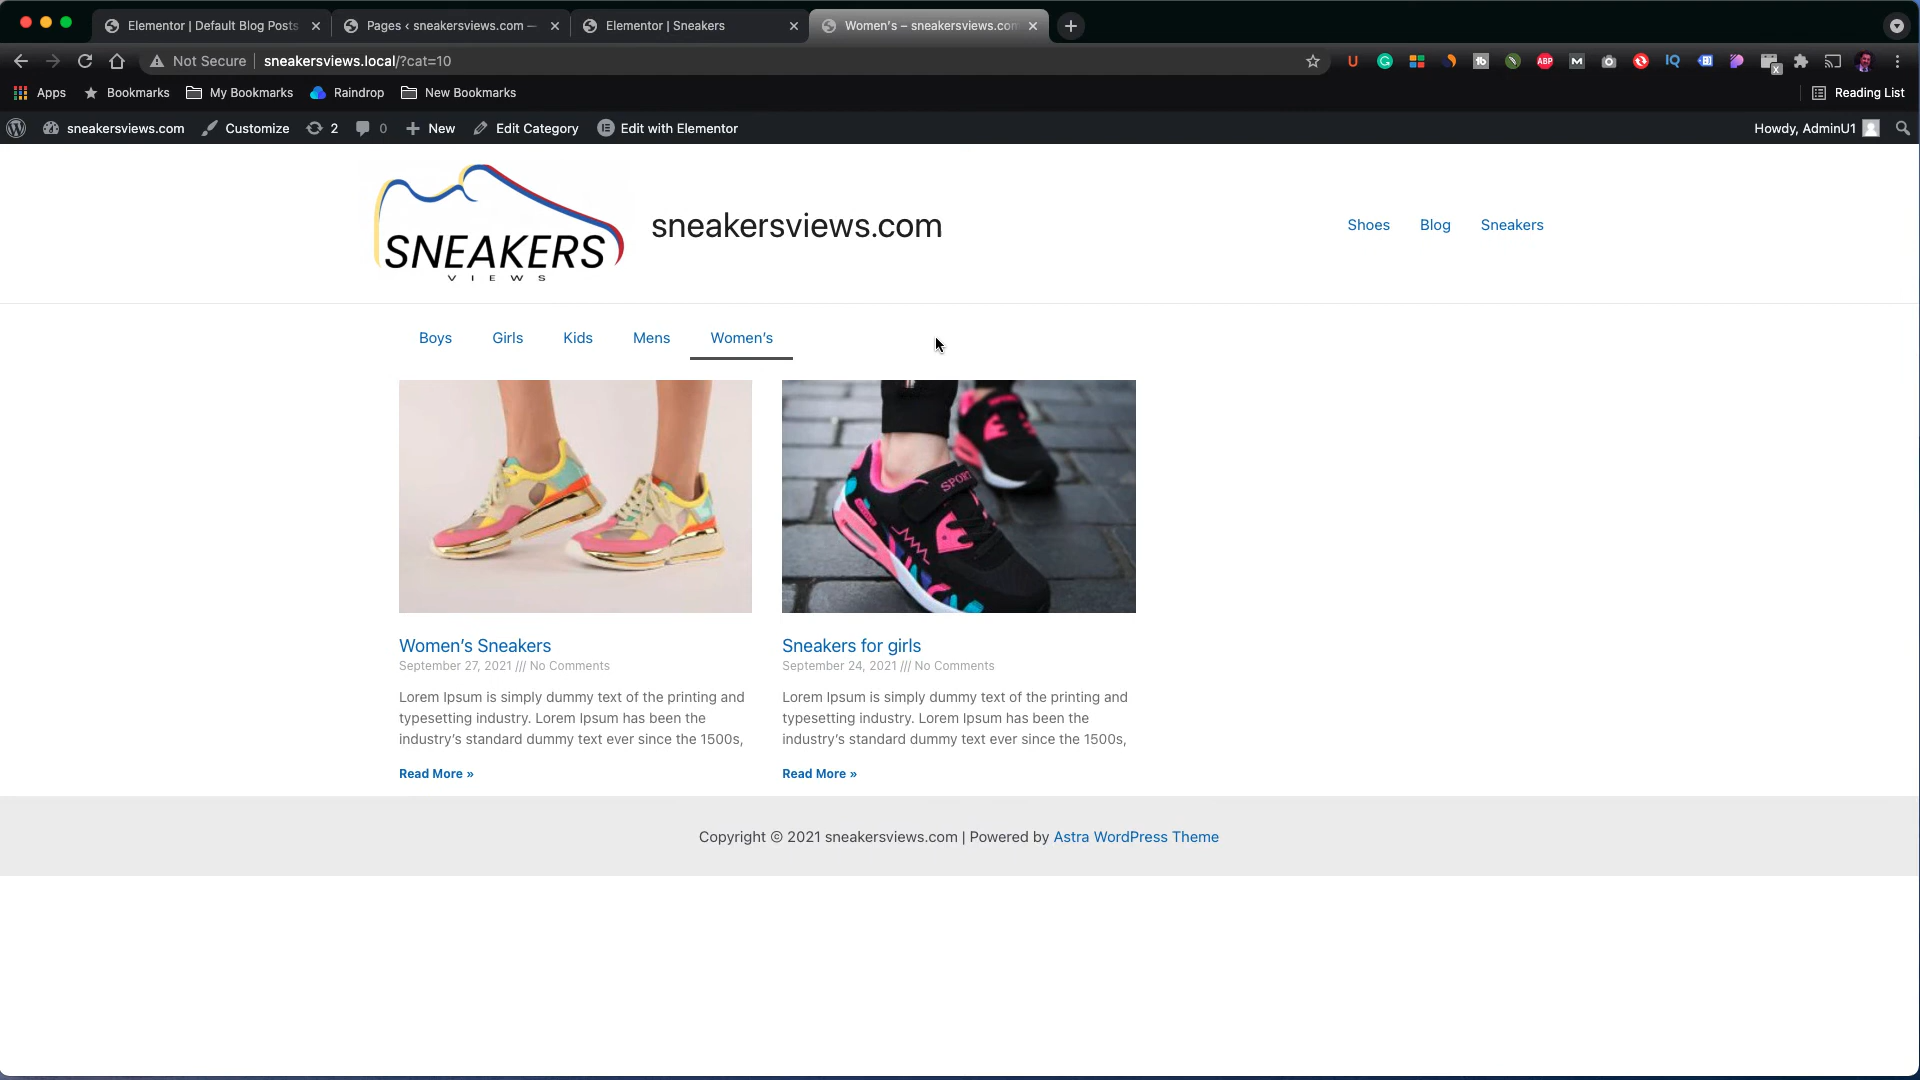 Elementor | Default Blog Posts
Pages ‹ sneakersviews.com —
Elementor | Sneakers
Women's – sneakersviews.com
Not Secure
sneakersviews.local/?cat=10
Apps
Bookmarks
My Bookmarks
Raindrop
New Bookmarks
Reading List
sneakersviews.com
Customize
2
0
New
Edit Category
Edit with Elementor
Howdy, AdminU1
SNEAKERS
VIEWS
sneakersviews.com
Shoes
Blog
Sneakers
Boys
Girls
Kids
Mens
Women's
SPORT
Women's Sneakers
September 27, 2021 /// No Comments
Lorem Ipsum is simply dummy text of the printing and
typesetting industry. Lorem Ipsum has been the
industry's standard dummy text ever since the 1500s,
Read More »
Sneakers for girls
September 24, 2021 /// No Comments
Lorem Ipsum is simply dummy text of the printing and
typesetting industry. Lorem Ipsum has been the
industry's standard dummy text ever since the 1500s,
Read More »
Copyright © 2021 sneakersviews.com | Powered by Astra WordPress Theme